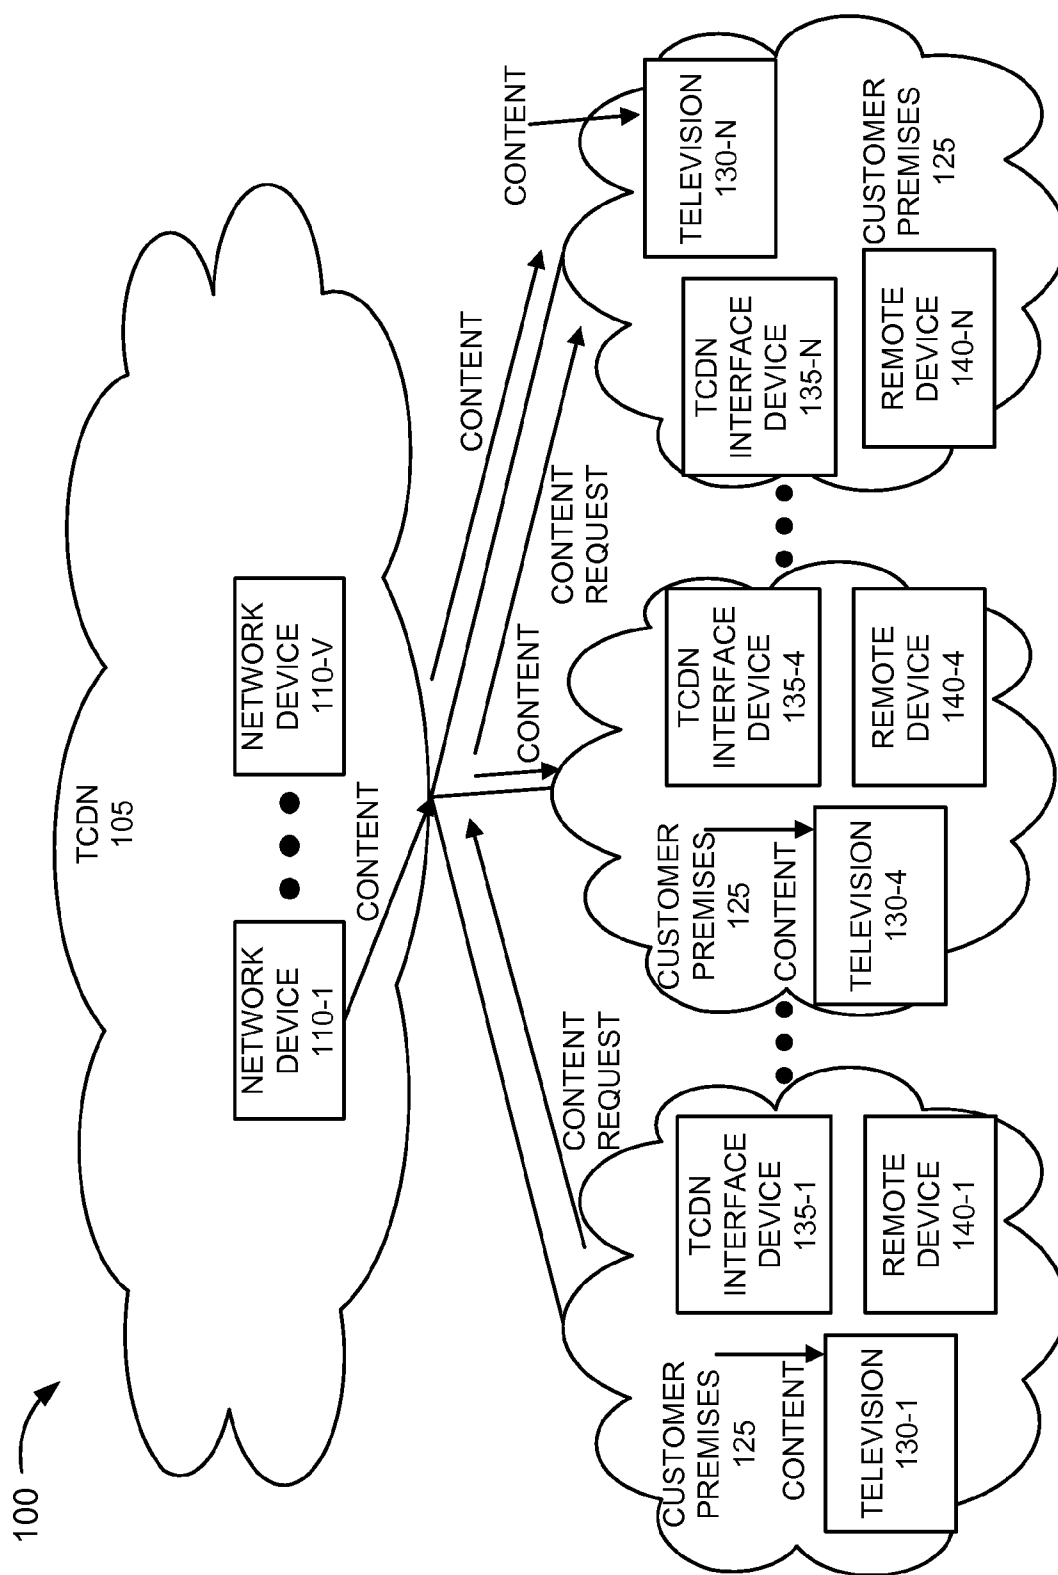 100
TCDN
105
NETWORK
DEVICE
110-1
NETWORK
DEVICE
110-V
CONTENT
CONTENT
REQUEST
CONTENT
CONTENT
REQUEST
CONTENT
CONTENT
CUSTOMER
PREMISES
125
CONTENT
TELEVISION
130-1
TCDN
INTERFACE
DEVICE
135-1
REMOTE
DEVICE
140-1
CUSTOMER
PREMISES
125
CONTENT
TELEVISION
130-4
TCDN
INTERFACE
DEVICE
135-4
REMOTE
DEVICE
140-4
TCDN
INTERFACE
DEVICE
135-N
TELEVISION
130-N
REMOTE
DEVICE
140-N
CUSTOMER
PREMISES
125